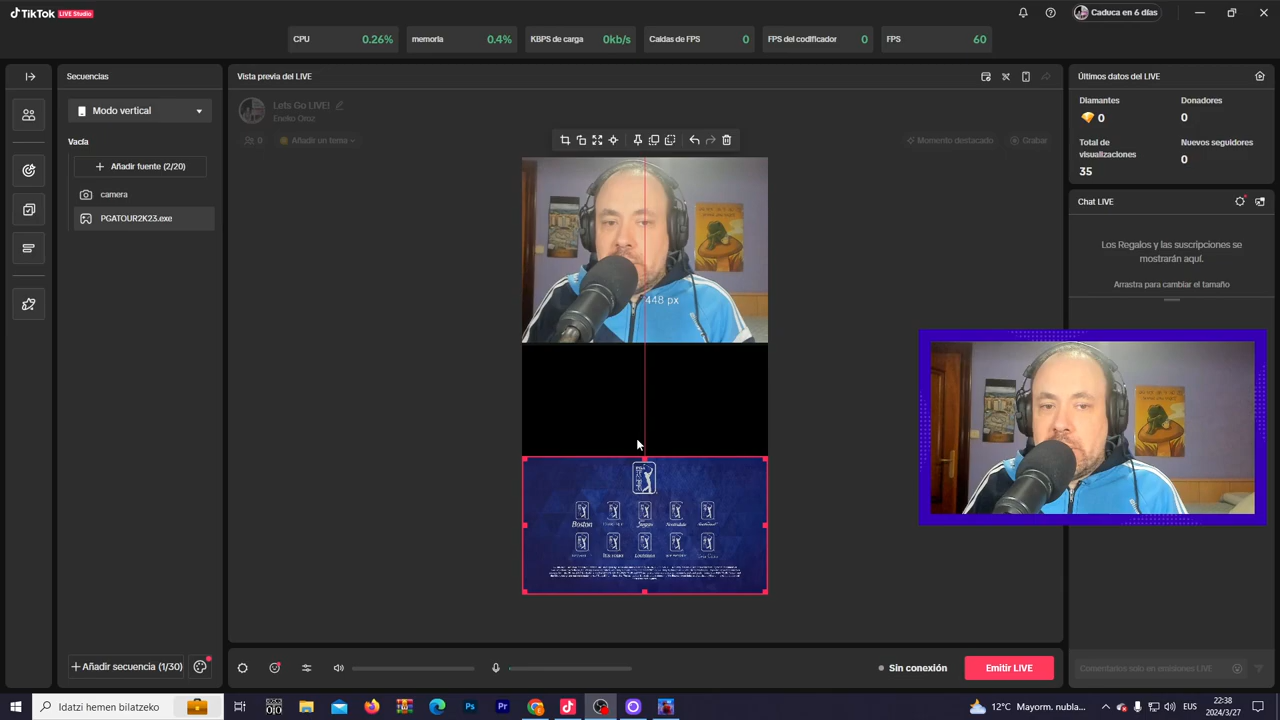 TikTok LIVE Studio
Caduca en 6 días
CPU 0.26%
memoria 0.4%
KBPS de carga 0kb/s
Caídas de FPS 0
FPS del codificador 0
FPS 60
Secuencias
Modo vertical
Vacía
Añadir fuente (2/20)
camera
PGATOUR2K23.exe
Añadir secuencia (1/30)
Vista previa del LIVE
Lets Go LIVE!
Eneko Oroz
0
Añadir un tema
Momento destacado
Grabar
448 px
Boston
Sin conexión
Emitir LIVE
Últimos datos del LIVE
Diamantes
0
Donadores
0
Total de visualizaciones
35
Nuevos seguidores
0
Chat LIVE
Los Regalos y las suscripciones se
mostrarán aquí.
Arrastra para cambiar el tamaño
Comentarios solo en emisiones LIVE
Idatzi hemen bilatzeko
12°C Mayorm. nubla...
ESP
22:38
2024/3/27